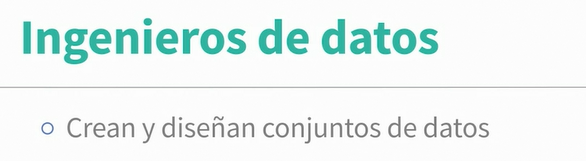 Ingenieros de datos
Crean y diseñan conjuntos de datos